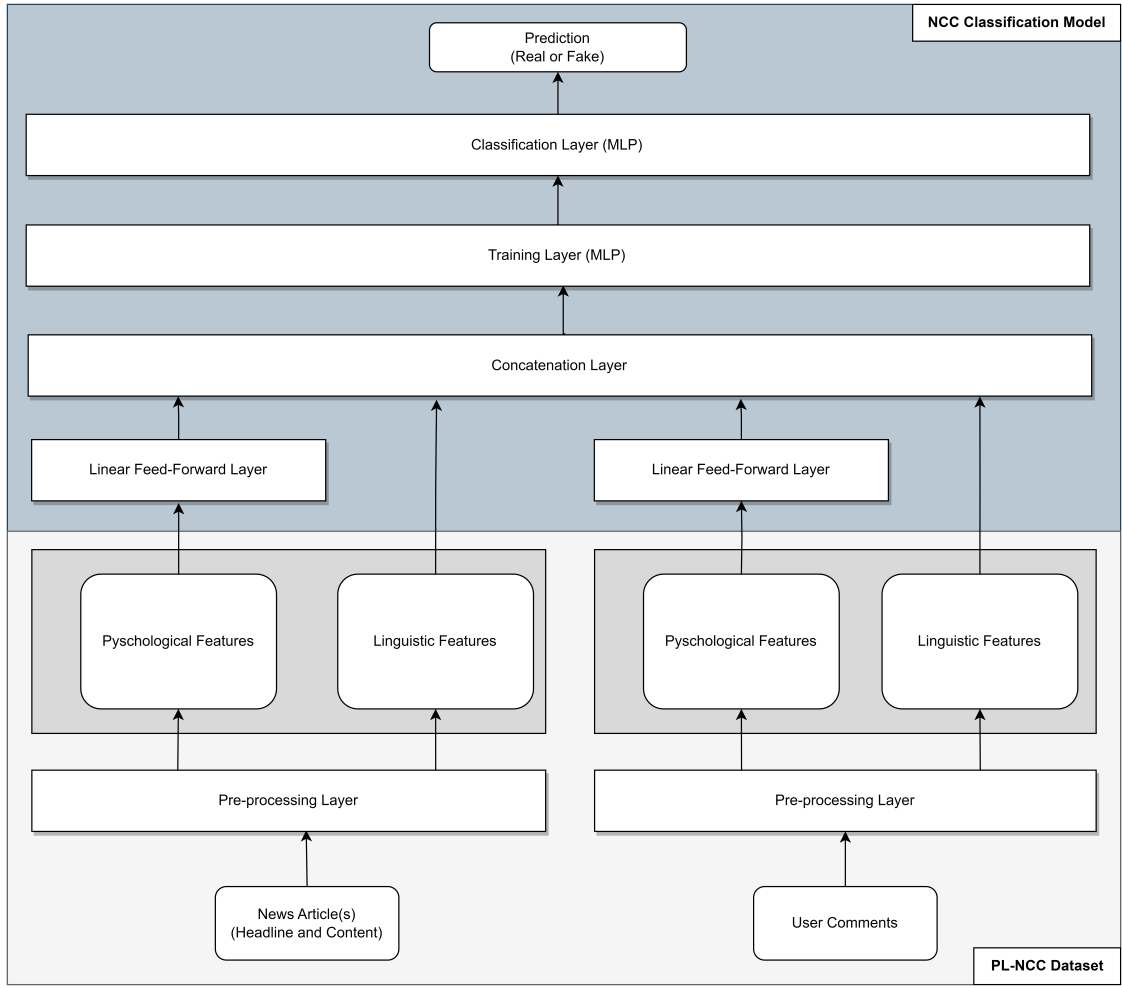 NCC Classification Model
Prediction
(Real or Fake)
Classification Layer (MLP)
Training Layer (MLP)
Concatenation Layer
Linear Feed-Forward Layer
Linear Feed-Forward Layer
Pyschological Features
Linguistic Features
Pyschological Features
Linguistic Features
Pre-processing Layer
Pre-processing Layer
News Article(s)
(Headline and Content)
User Comments
PL-NCC Dataset